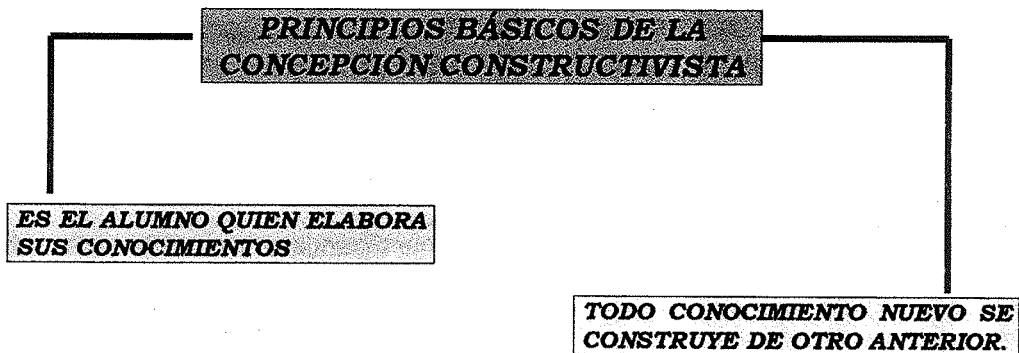 PRINCIPIOS BÁSICOS DE LA
CONCEPCIÓN CONSTRUCTIVISTA
ES EL ALUMNO QUIEN ELABORA
SUS CONOCIMIENTOS
TODO CONOCIMIENTO NUEVO SE
CONSTRUYE DE OTRO ANTERIOR.